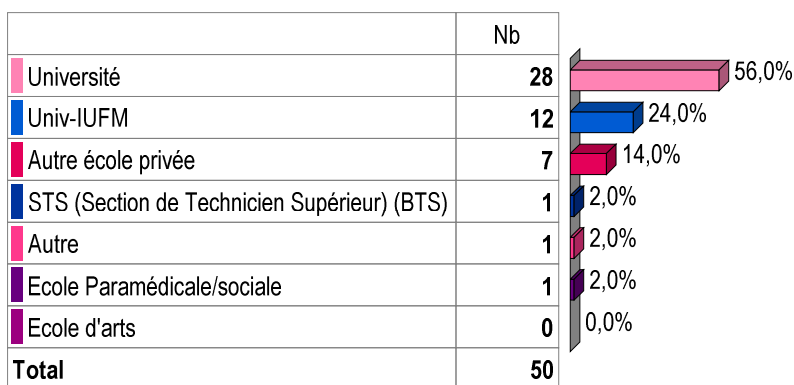 Nb
Université 28 56,0%
Univ-IUFM 12 24,0%
Autre école privée 7 14,0%
STS (Section de Technicien Supérieur) (BTS) 1 2,0%
Autre 1 2,0%
Ecole Paramédicale/sociale 1 2,0%
Ecole d'arts 0 0,0%
Total 50